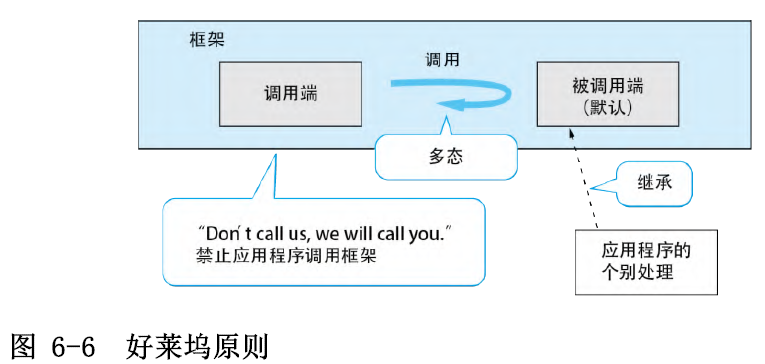 框架
调用
调用端
被调用端
(默认)
多态
继承
“Don't call us, we will call you.”
禁止应用程序调用框架
应用程序的
个别处理
图 6-6 好莱坞原则